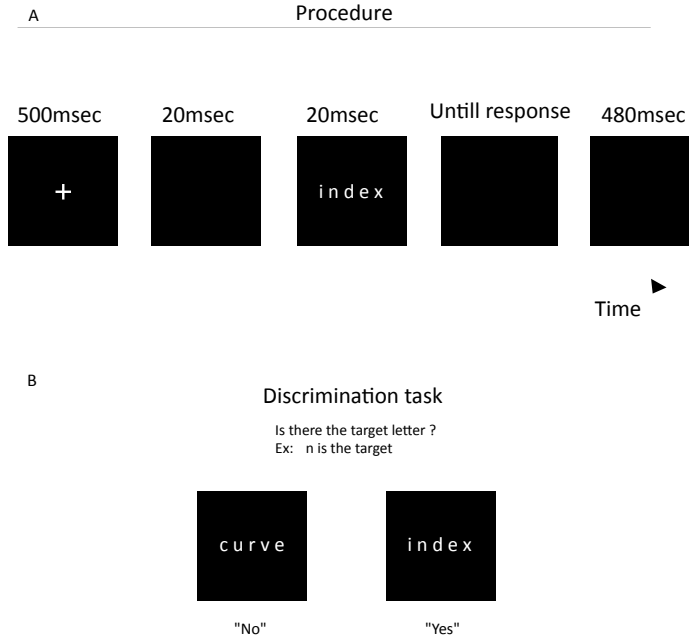 A
Procedure
500msec 20msec 20msec Untill response 480msec
+
i n d e x
Time
B
Discrimination task
Is there the target letter ?
Ex: n is the target
c u r v e i n d e x
"No" "Yes"